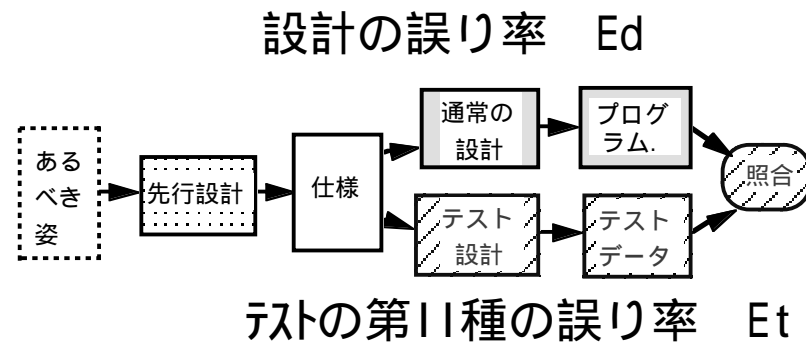 設計の誤り率 Ed
ある
べき
姿
先行設計
仕様
通常の
設計
プログ
ラム.
テスト
設計
テスト
データ
照合
ﾃｽﾄの第II種の誤り率 Et